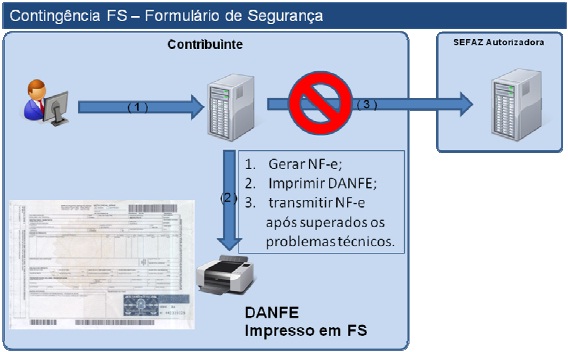 Contingência FS – Formulário de Segurança
Contribuinte
SEFAZ Autorizadora
( 1 )
( 3 )
(2)
1. Gerar NF-e;
2. Imprimir DANFE;
3. transmitir NF-e
após superados os
problemas técnicos.
DANFE
Impresso em FS